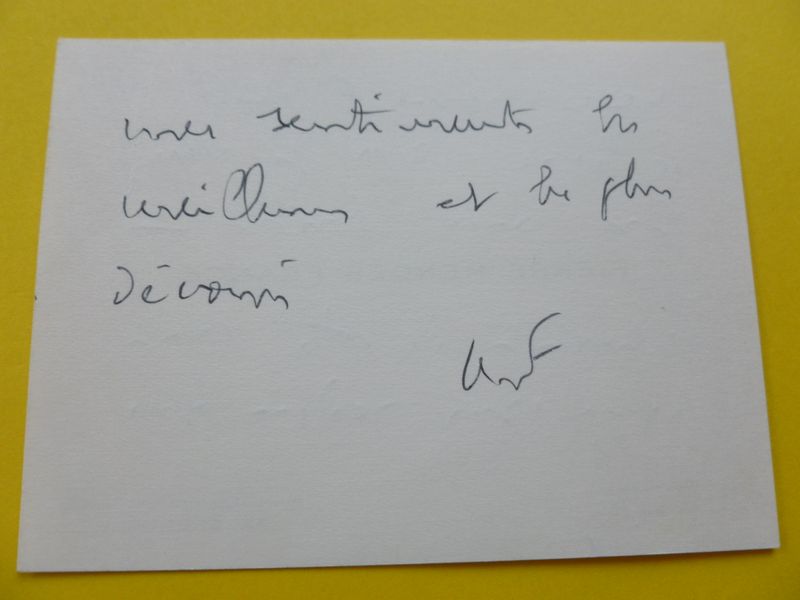 mes sentiments les
meilleurs et les plus
dévoués